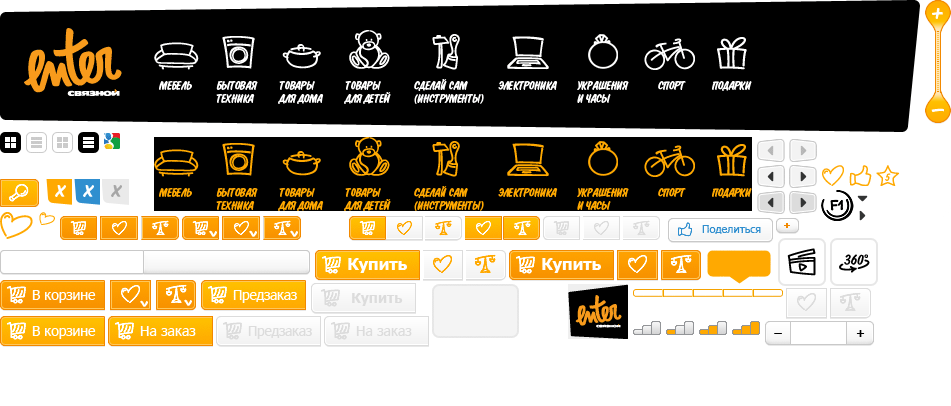 enter
связной
МЕБЕЛЬ
БЫТОВАЯ
ТЕХНИКА
ТОВАРЫ
ДЛЯ ДОМА
ТОВАРЫ
ДЛЯ ДЕТЕЙ
СДЕЛАЙ САМ
(ИНСТРУМЕНТЫ)
ЭЛЕКТРОНИКА
УКРАШЕНИЯ
И ЧАСЫ
СПОРТ
ПОДАРКИ
МЕБЕЛЬ
БЫТОВАЯ
ТЕХНИКА
ТОВАРЫ
ДЛЯ ДОМА
ТОВАРЫ
ДЛЯ ДЕТЕЙ
СДЕЛАЙ САМ
(ИНСТРУМЕНТЫ)
ЭЛЕКТРОНИКА
УКРАШЕНИЯ
И ЧАСЫ
СПОРТ
ПОДАРКИ
g
x x x
5
F1
Поделиться
+
Купить
Купить
360°
В корзине
Предзаказ
Купить
enter
связной
В корзине
На заказ
Предзаказ
На заказ
− +